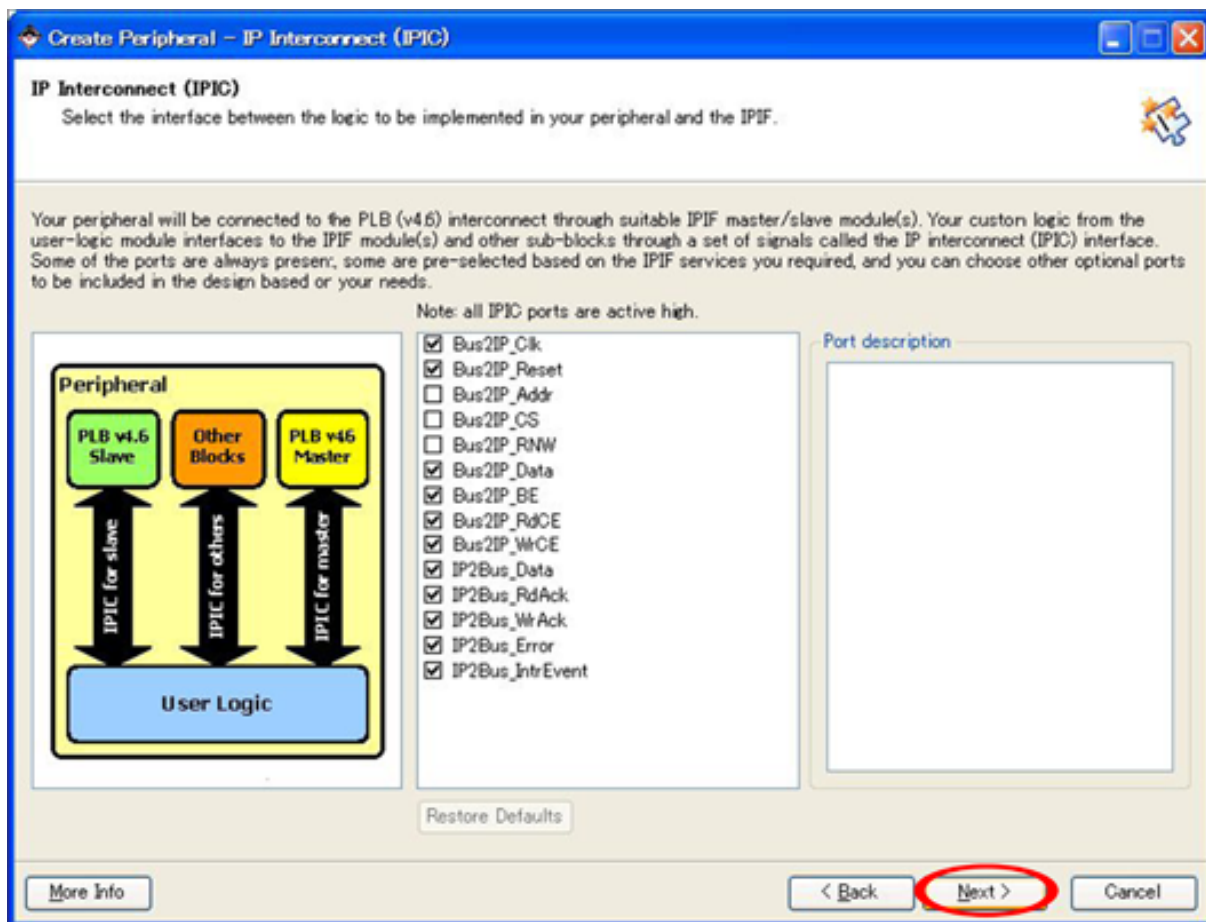 Create Peripheral - IP Interconnect (IPIC)
IP Interconnect (IPIC)
Select the interface between the logic to be implemented in your peripheral and the IPIF.
Your peripheral will be connected to the PLB (v4.6) interconnect through suitable IPIF master/slave module(s). Your custom logic from the
user-logic module interfaces to the IPIF module(s) and other sub-blocks through a set of signals called the IP interconnect (IPIC) interface.
Some of the ports are always present, some are pre-selected based on the IPIF services you required, and you can choose other optional ports
to be included in the design based or your needs.
Note: all IPIC ports are active high.
Peripheral
PLB v4.6
Slave
Other
Blocks
PLB v46
Master
IPIC for slave
IPIC for others
IPIC for master
User Logic
Bus2IP_Clk
Bus2IP_Reset
Bus2IP_Addr
Bus2IP_CS
Bus2IP_RNW
Bus2IP_Data
Bus2IP_BE
Bus2IP_RdCE
Bus2IP_WrCE
IP2Bus_Data
IP2Bus_RdAck
IP2Bus_WrAck
IP2Bus_Error
IP2Bus_IntrEvent
Port description
Restore Defaults
More Info
< Back
Next >
Cancel